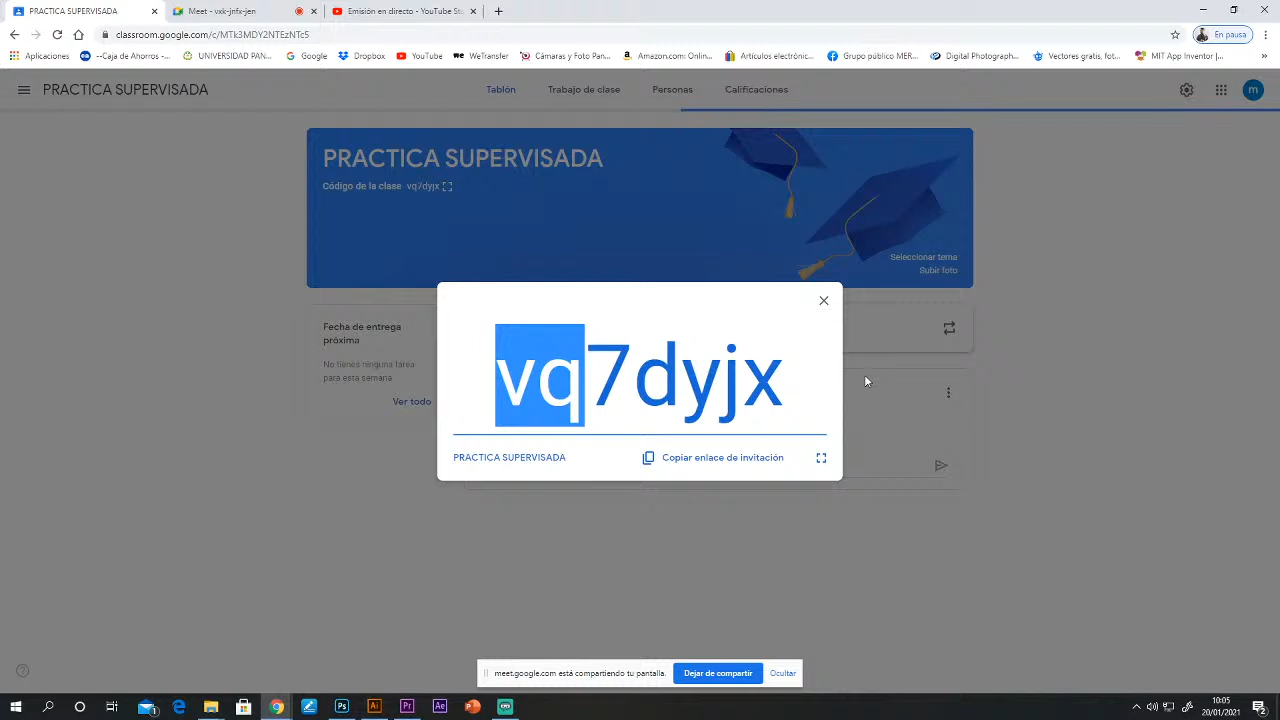 PRACTICA SUPERVISADA
Meet - vxk-jnfx-jen
Emisión en directo - YouTube Stu
classroom.google.com/c/MTk3MDY2NTEzNTc5
En pausa
Aplicaciones
--Caja de Ahorros -...
UNIVERSIDAD PAN...
Google
Dropbox
YouTube
WeTransfer
Cámaras y Foto Pan...
Amazon.com: Onlin...
Artículos electrónic...
Grupo público MER...
Digital Photograph...
Vectores gratis, fot...
MIT App Inventor |...
»
PRACTICA SUPERVISADA
Tablón
Trabajo de clase
Personas
Calificaciones
m
PRACTICA SUPERVISADA
Código de la clase vq7dyjx
Seleccionar tema
Subir foto
Fecha de entrega
próxima
No tienes ninguna tarea
para esta semana
Ver todo
vq7dyjx
PRACTICA SUPERVISADA
Copiar enlace de invitación
meet.google.com está compartiendo tu pantalla.
Dejar de compartir
Ocultar
Ps
Ai
Pr
Ae
10:05
20/01/2021